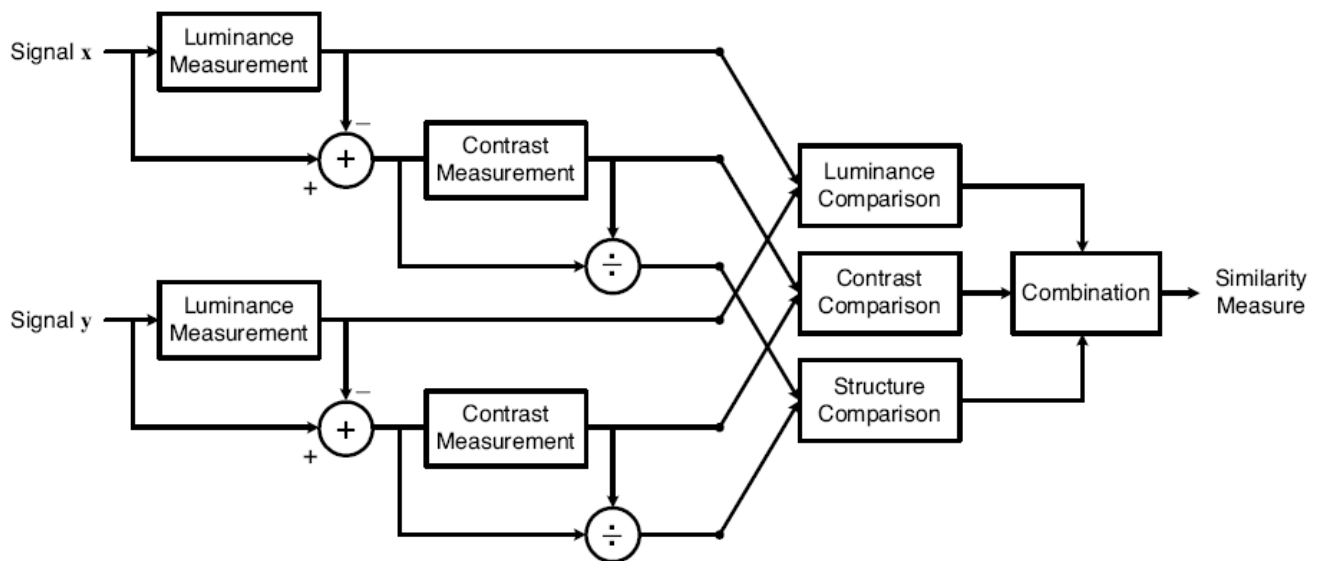 Signal x
Luminance
Measurement
−
+
+
Contrast
Measurement
÷
Signal y
Luminance
Measurement
−
+
+
Contrast
Measurement
÷
Luminance
Comparison
Contrast
Comparison
Structure
Comparison
Combination
Similarity
Measure